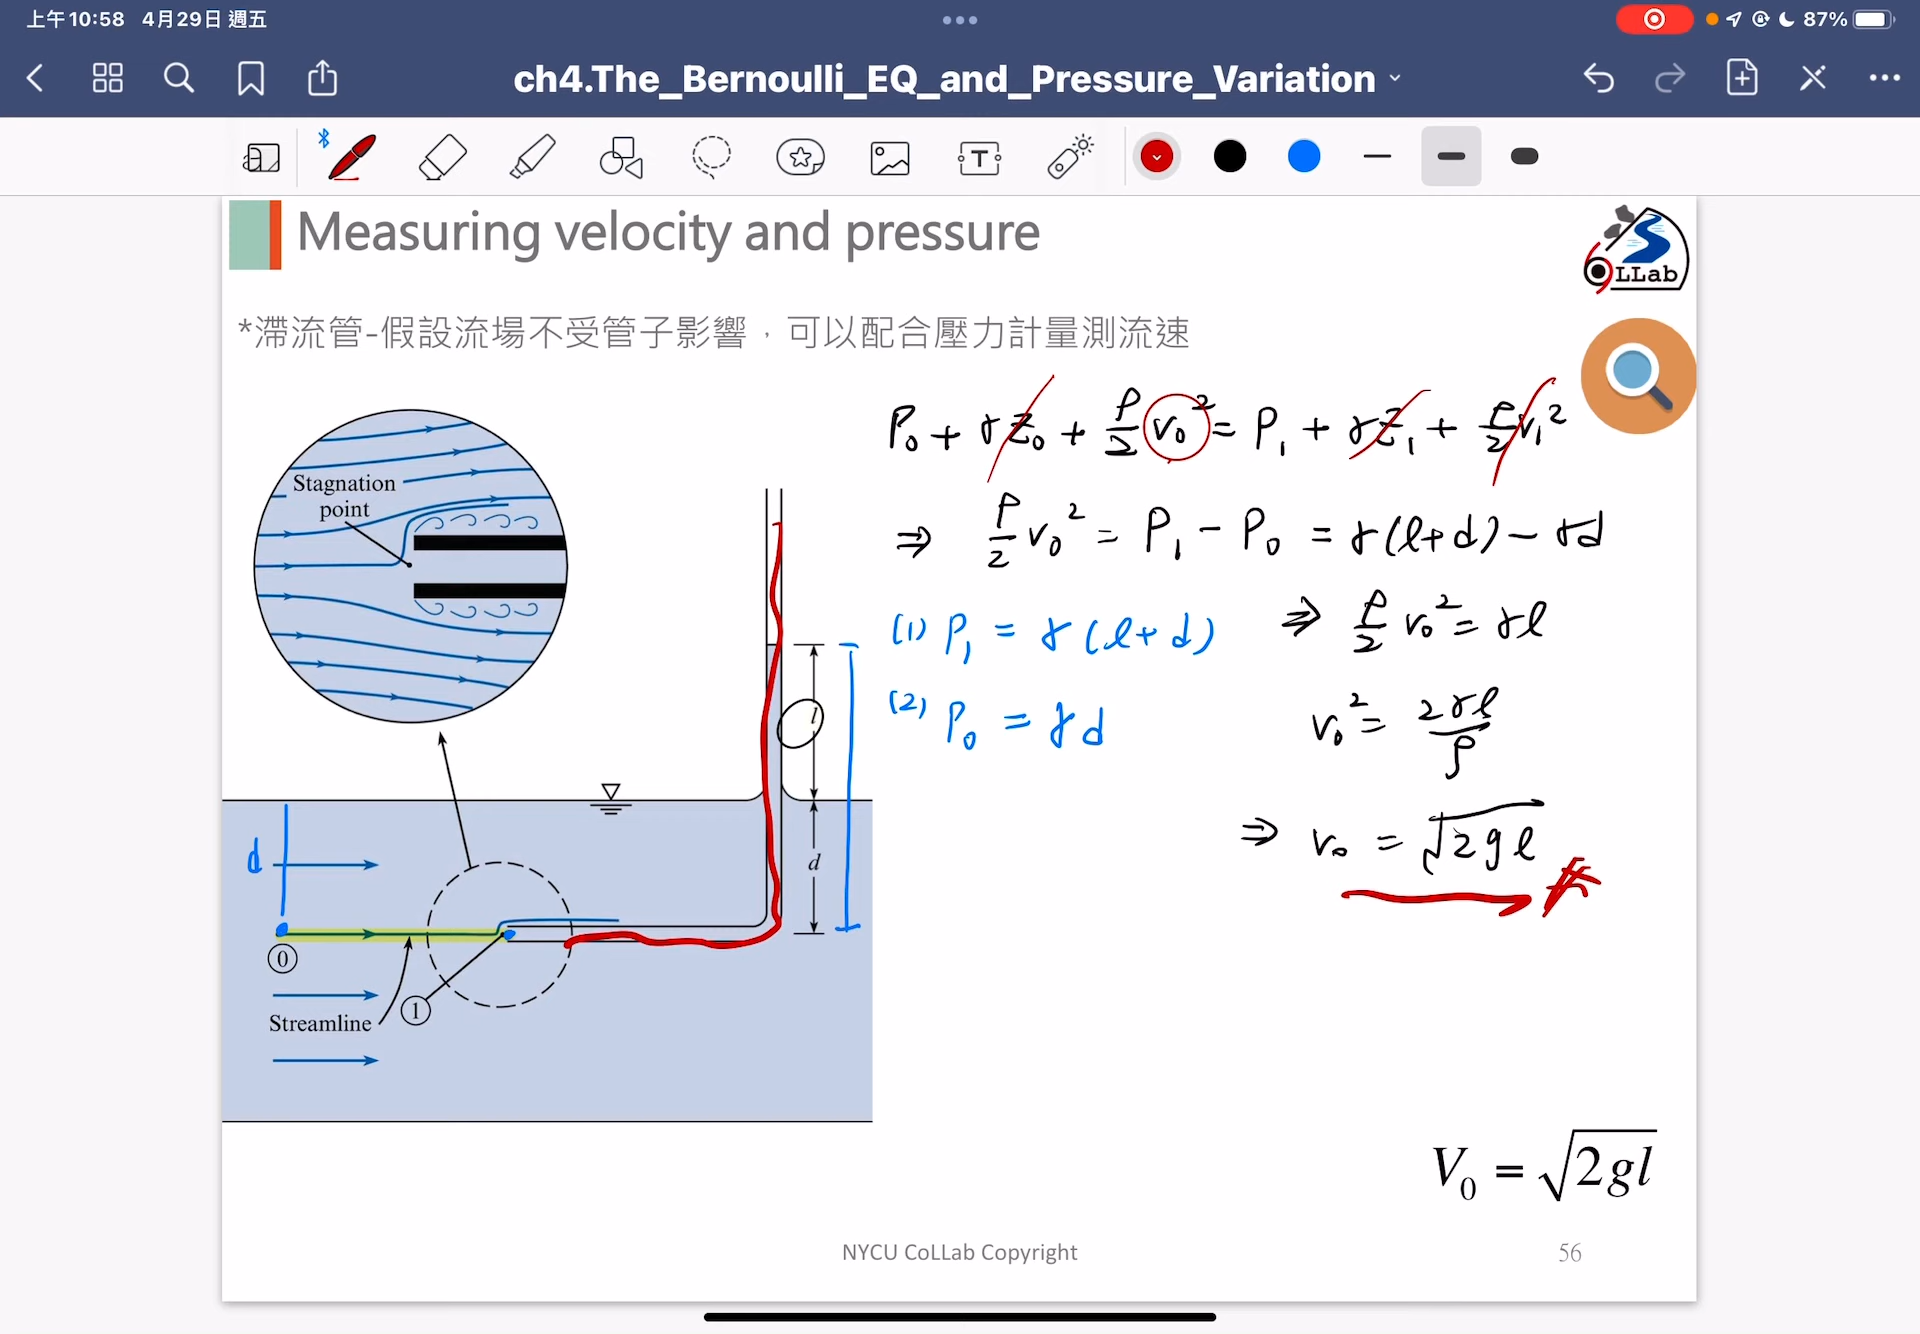 上午10:58 4月29日 週五
87%
ch4.The_Bernoulli_EQ_and_Pressure_Variation
Measuring velocity and pressure
LLab
*滯流管-假設流場不受管子影響，可以配合壓力計量測流速
P₀ + γz₀ + ρ/2 v₀² = P₁ + γz₁ + ρ/2 v₁²
⇒ ρ/2 v₀² = P₁ - P₀ = γ(l+d) - γd
(1) P₁ = γ(l+d)
⇒ ρ/2 v₀² = γl
(2) P₀ = γd
v₀² = 2γl/ρ
⇒ v₀ = √2gl
Stagnation
point
l
d
d
0
1
Streamline
V₀ = √2gl
NYCU CoLLab Copyright
56